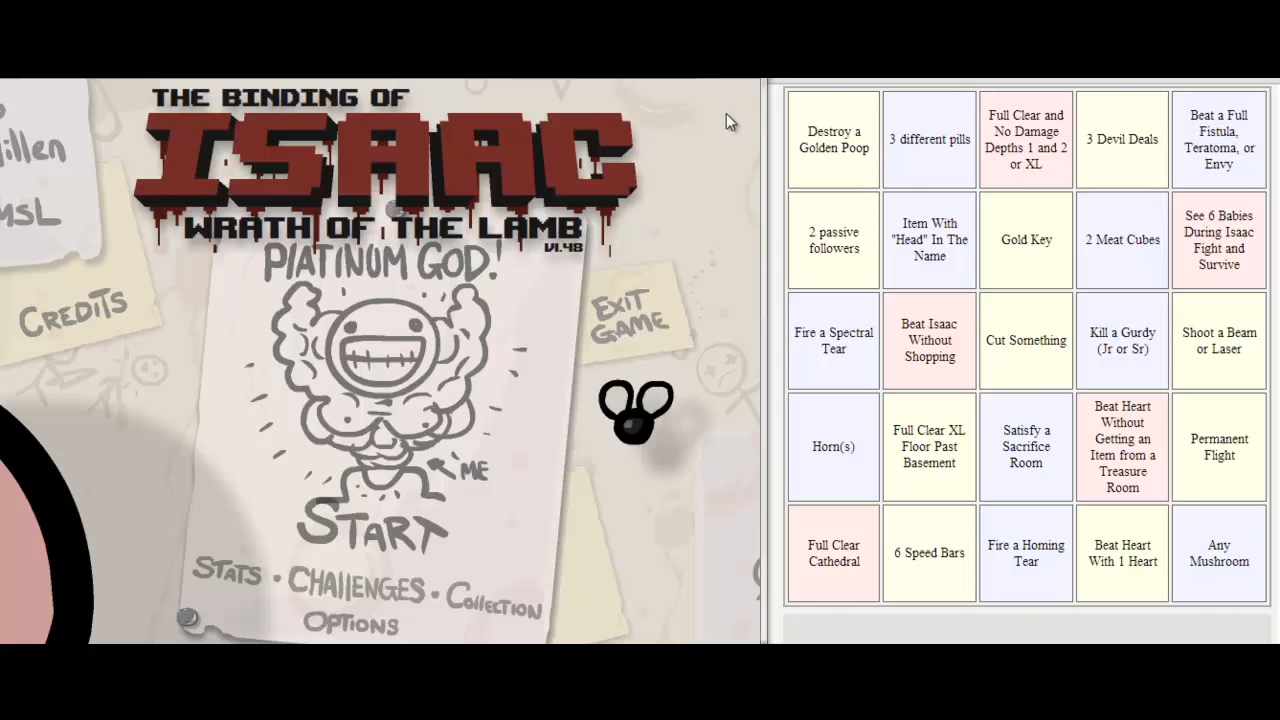 THE BINDING OF
ISAAC
WRATH OF THE LAMB
V1.48
illen
MSL
PLATINUM GOD!
CREDITS
EXIT
GAME
ME
START
STATS • CHALLENGES • COLLECTION
OPTIONS
Destroy a
Golden Poop
3 different pills
Full Clear and
No Damage
Depths 1 and 2
or XL
3 Devil Deals
Beat a Full
Fistula,
Teratoma, or
Envy
2 passive
followers
Item With
"Head" In The
Name
Gold Key
2 Meat Cubes
See 6 Babies
During Isaac
Fight and
Survive
Fire a Spectral
Tear
Beat Isaac
Without
Shopping
Cut Something
Kill a Gurdy
(Jr or Sr)
Shoot a Beam
or Laser
Horn(s)
Full Clear XL
Floor Past
Basement
Satisfy a
Sacrifice
Room
Beat Heart
Without
Getting an
Item from a
Treasure
Room
Permanent
Flight
Full Clear
Cathedral
6 Speed Bars
Fire a Homing
Tear
Beat Heart
With 1 Heart
Any
Mushroom